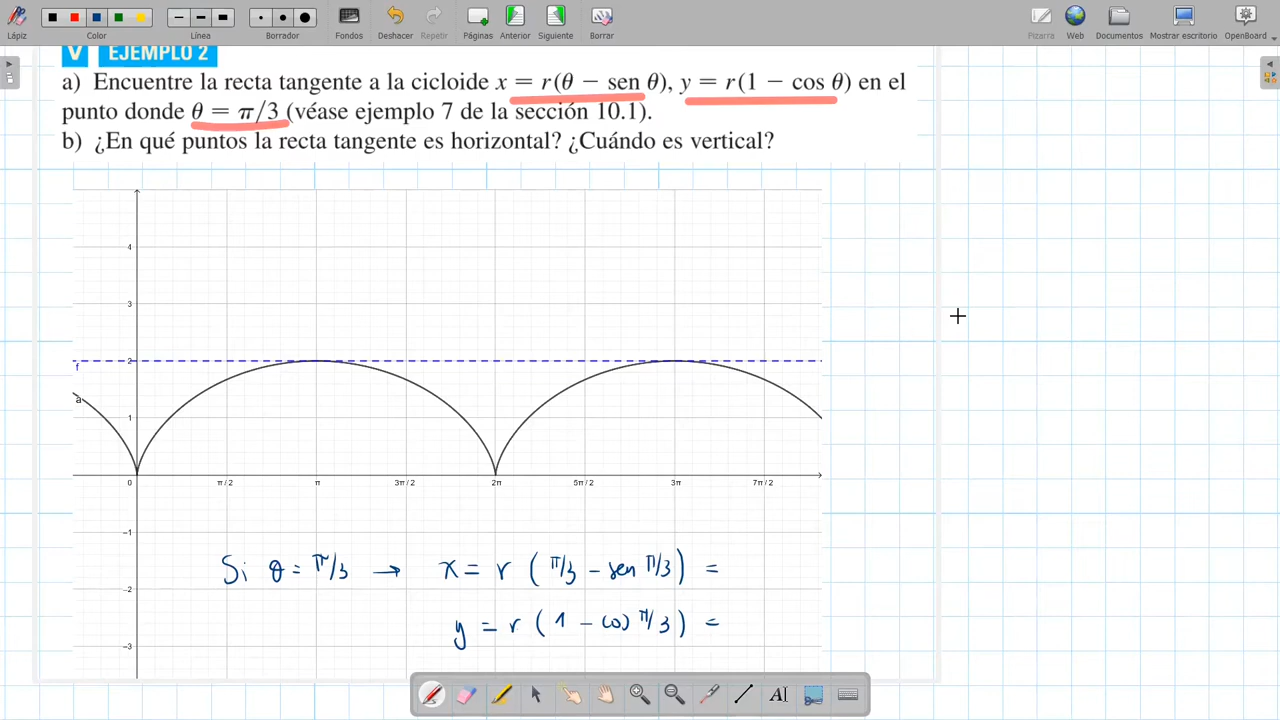 Lápiz Color Línea Borrador Fondos Deshacer Repetir Páginas Anterior Siguiente Borrar Pizarra Web Documentos Mostrar escritorio OpenBoard
V EJEMPLO 2
a) Encuentre la recta tangente a la cicloide x = r(θ − sen θ), y = r(1 − cos θ) en el
punto donde θ = π/3 (véase ejemplo 7 de la sección 10.1).
b) ¿En qué puntos la recta tangente es horizontal? ¿Cuándo es vertical?
4
3
2
f
a
1
0 π/2 π 3π/2 2π 5π/2 3π 7π/2
−1
Si θ = π/3 → x = r (π/3 − sen π/3) =
−2
y = r (1 − cos π/3) =
−3